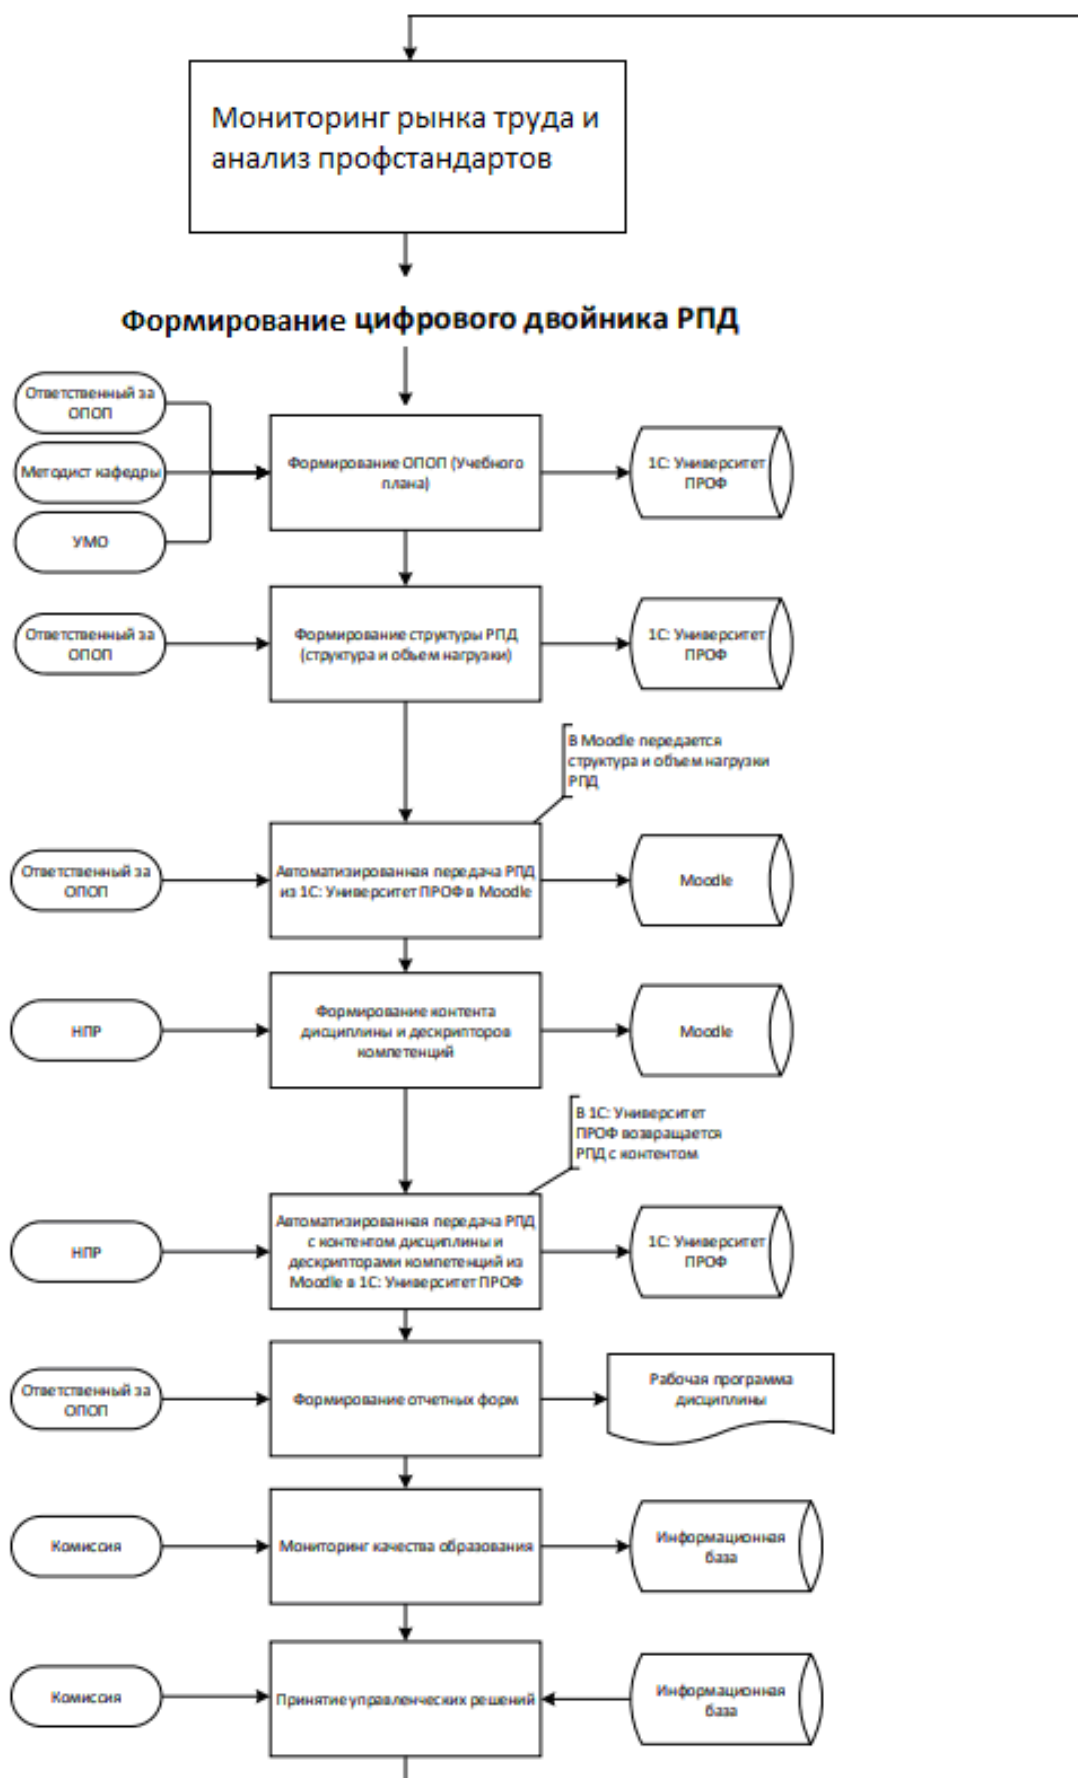 Мониторинг рынка труда и
анализ профстандартов
Формирование цифрового двойника РПД
Ответственный за
ОПОП
Методист кафедры
УМО
Формирование ОПОП (Учебного
плана)
1С: Университет
ПРОФ
Ответственный за
ОПОП
Формирование структуры РПД
(структура и объем нагрузки)
1С: Университет
ПРОФ
В Moodle передается
структура и объем нагрузки
РПД
Ответственный за
ОПОП
Автоматизированная передача РПД
из 1С: Университет ПРОФ в Moodle
Moodle
НПР
Формирование контента
дисциплины и дескрипторов
компетенций
Moodle
В 1С: Университет
ПРОФ возвращается
РПД с контентом
НПР
Автоматизированная передача РПД
с контентом дисциплины и
дескрипторами компетенций из
Moodle в 1С: Университет ПРОФ
1С: Университет
ПРОФ
Ответственный за
ОПОП
Формирование отчетных форм
Рабочая программа
дисциплины
Комиссия
Мониторинг качества образования
Информационная
база
Комиссия
Принятие управленческих решений
Информационная
база